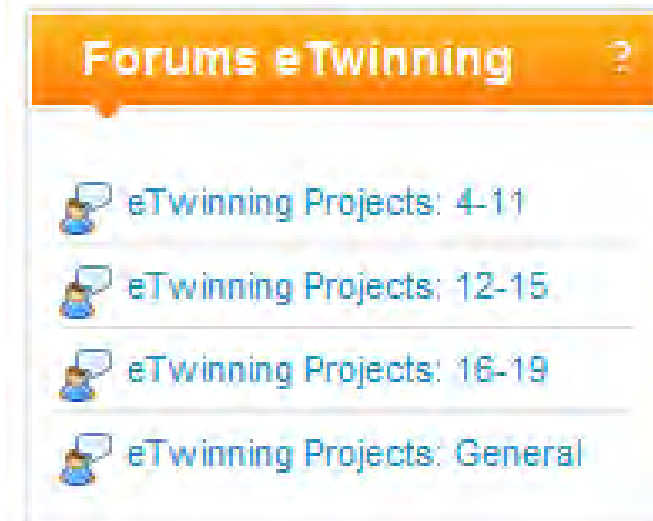 Forums eTwinning ?
eTwinning Projects: 4-11
eTwinning Projects: 12-15
eTwinning Projects: 16-19
eTwinning Projects: General